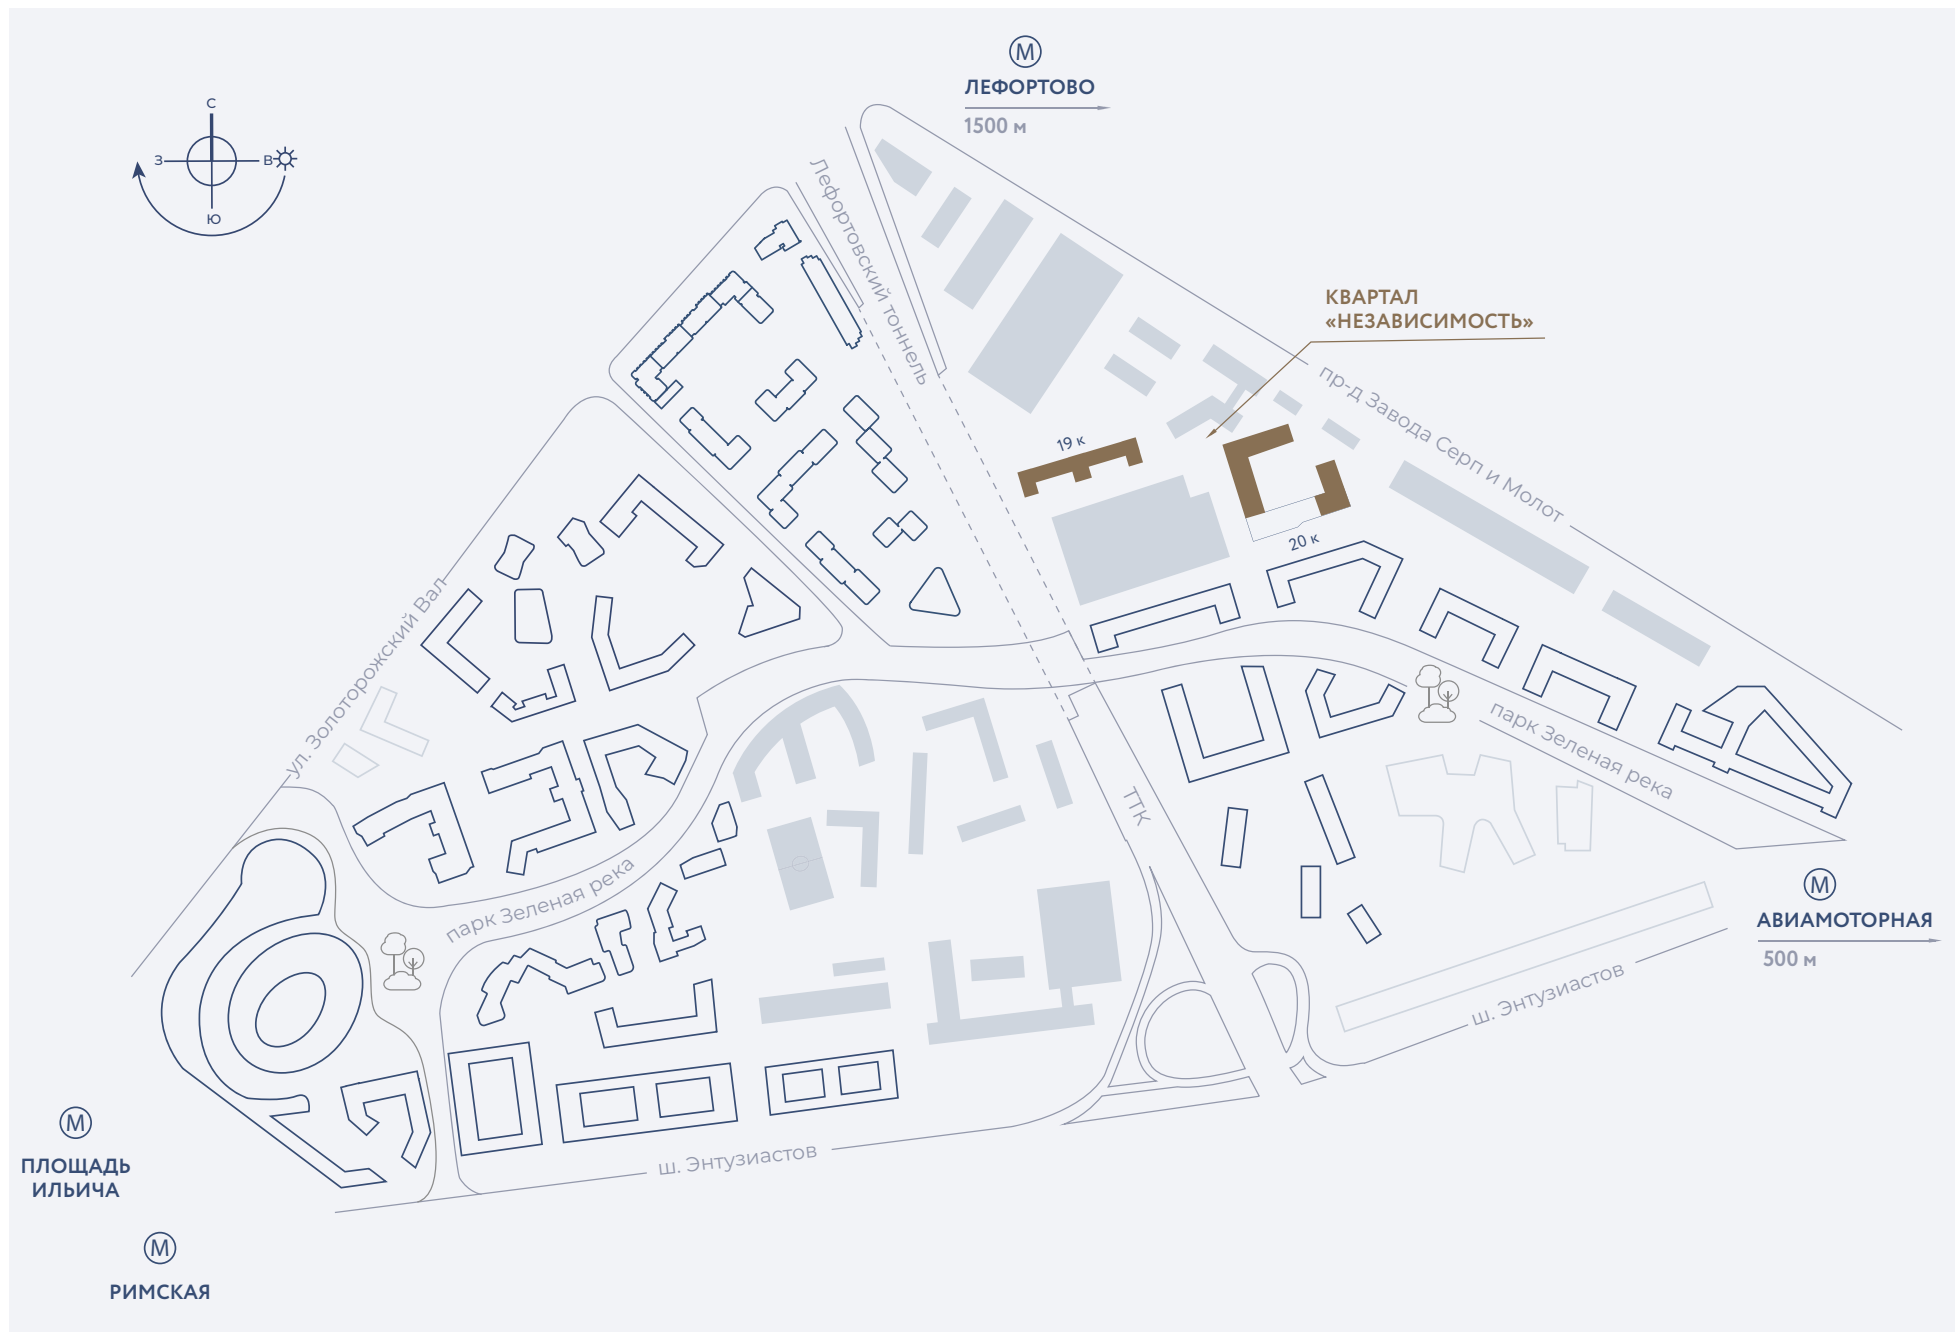 М
ЛЕФОРТОВО
1500 м
С
З
В
Ю
Лефортовский тоннель
КВАРТАЛ
«НЕЗАВИСИМОСТЬ»
пр-д Завода Серп и Молот
19 к
20 к
ул. Золоторожский Вал
парк Зеленая река
ТТК
парк Зеленая река
М
АВИАМОТОРНАЯ
500 м
ш. Энтузиастов
ш. Энтузиастов
М
ПЛОЩАДЬ
ИЛЬИЧА
М
РИМСКАЯ